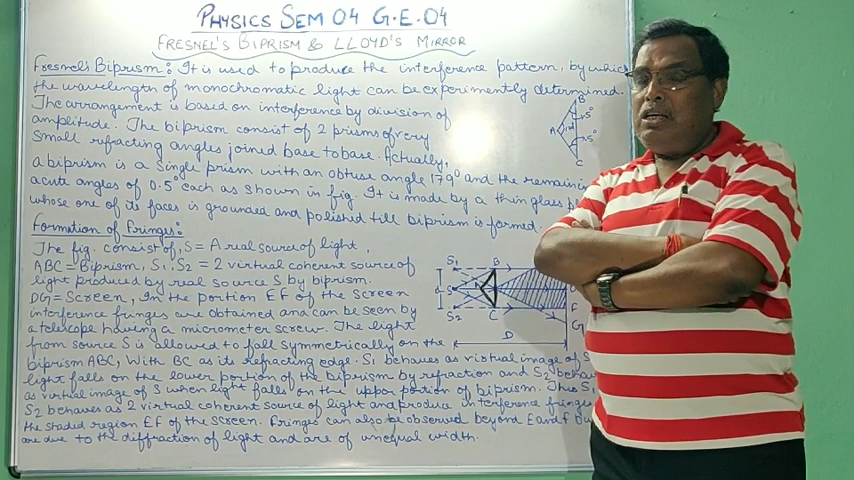 PHYSICS SEM 04 G.E.04
FRESNEL'S BIPRISM & LLOYD'S MIRROR
Fresnel's Biprism: It is used to produce the interference pattern, by which
the wavelength of monochromatic light can be experimently determined.
The arrangement is based on interference by division of
amplitude. The biprism consist of 2 prisms of very
small refracting angles joined base to base. Actually,
a biprism is a single prism with an obtuse angle 179° and the remaining
acute angles of 0.5° each as shown in fig. It is made by a thin glass
whose one of its faces is grounded and polished till biprism is formed.
B
A
C
Formation of Fringes:
The fig. consist of, S = A real source of light,
ABC = Biprism, S1, S2 = 2 virtual coherent source of
light produced by real source S by biprism.
DG = Screen, In the portion EF of the screen
interference fringes are obtained and can be seen by
a telescope having a micrometer screw. The light
from source S is allowed to fall symmetrically on the
biprism ABC, With BC as its refracting edge. S1 behaves as virtual image of S
light falls on the lower portion of the biprism by refraction and S2
as virtual image of S when light falls on the uppor portion of biprism. Thus
S2 behaves as 2 virtual coherent source of light and produce interference fringes
the shaded region EF of the screen. Fringes can also be observed beyond E and F
are due to the diffraction of light and are of unequal width.
S1
B
d
S
S2
C
F
G
D